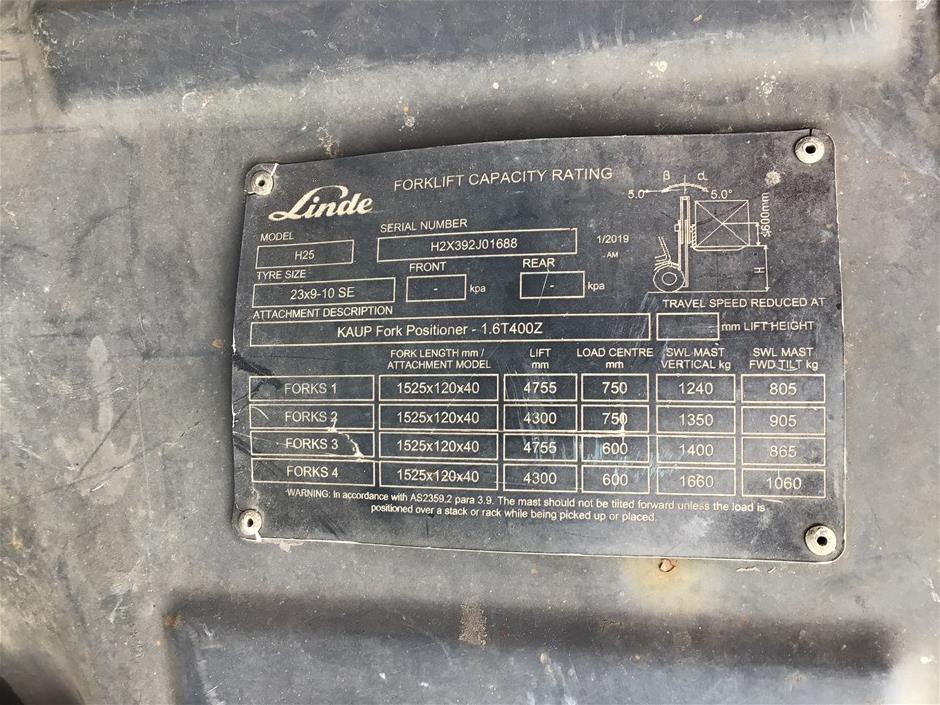 Linde
FORKLIFT CAPACITY RATING
β α
5.0° 5.0°
≤600mm
H
MODEL
H25
SERIAL NUMBER
H2X392J01688
1/2019
- AM
TYRE SIZE
23x9-10 SE
FRONT
- kpa
REAR
- kpa
TRAVEL SPEED REDUCED AT
mm LIFT HEIGHT
ATTACHMENT DESCRIPTION
KAUP Fork Positioner - 1.6T400Z
FORK LENGTH mm / LIFT LOAD CENTRE SWL MAST SWL MAST
ATTACHMENT MODEL mm mm VERTICAL kg FWD TILT kg
FORKS 1 1525x120x40 4755 750 1240 805
FORKS 2 1525x120x40 4300 750 1350 905
FORKS 3 1525x120x40 4755 600 1400 865
FORKS 4 1525x120x40 4300 600 1660 1060
WARNING: In accordance with AS2359.2 para 3.9. The mast should not be tilted forward unless the load is
positioned over a stack or rack while being picked up or placed.